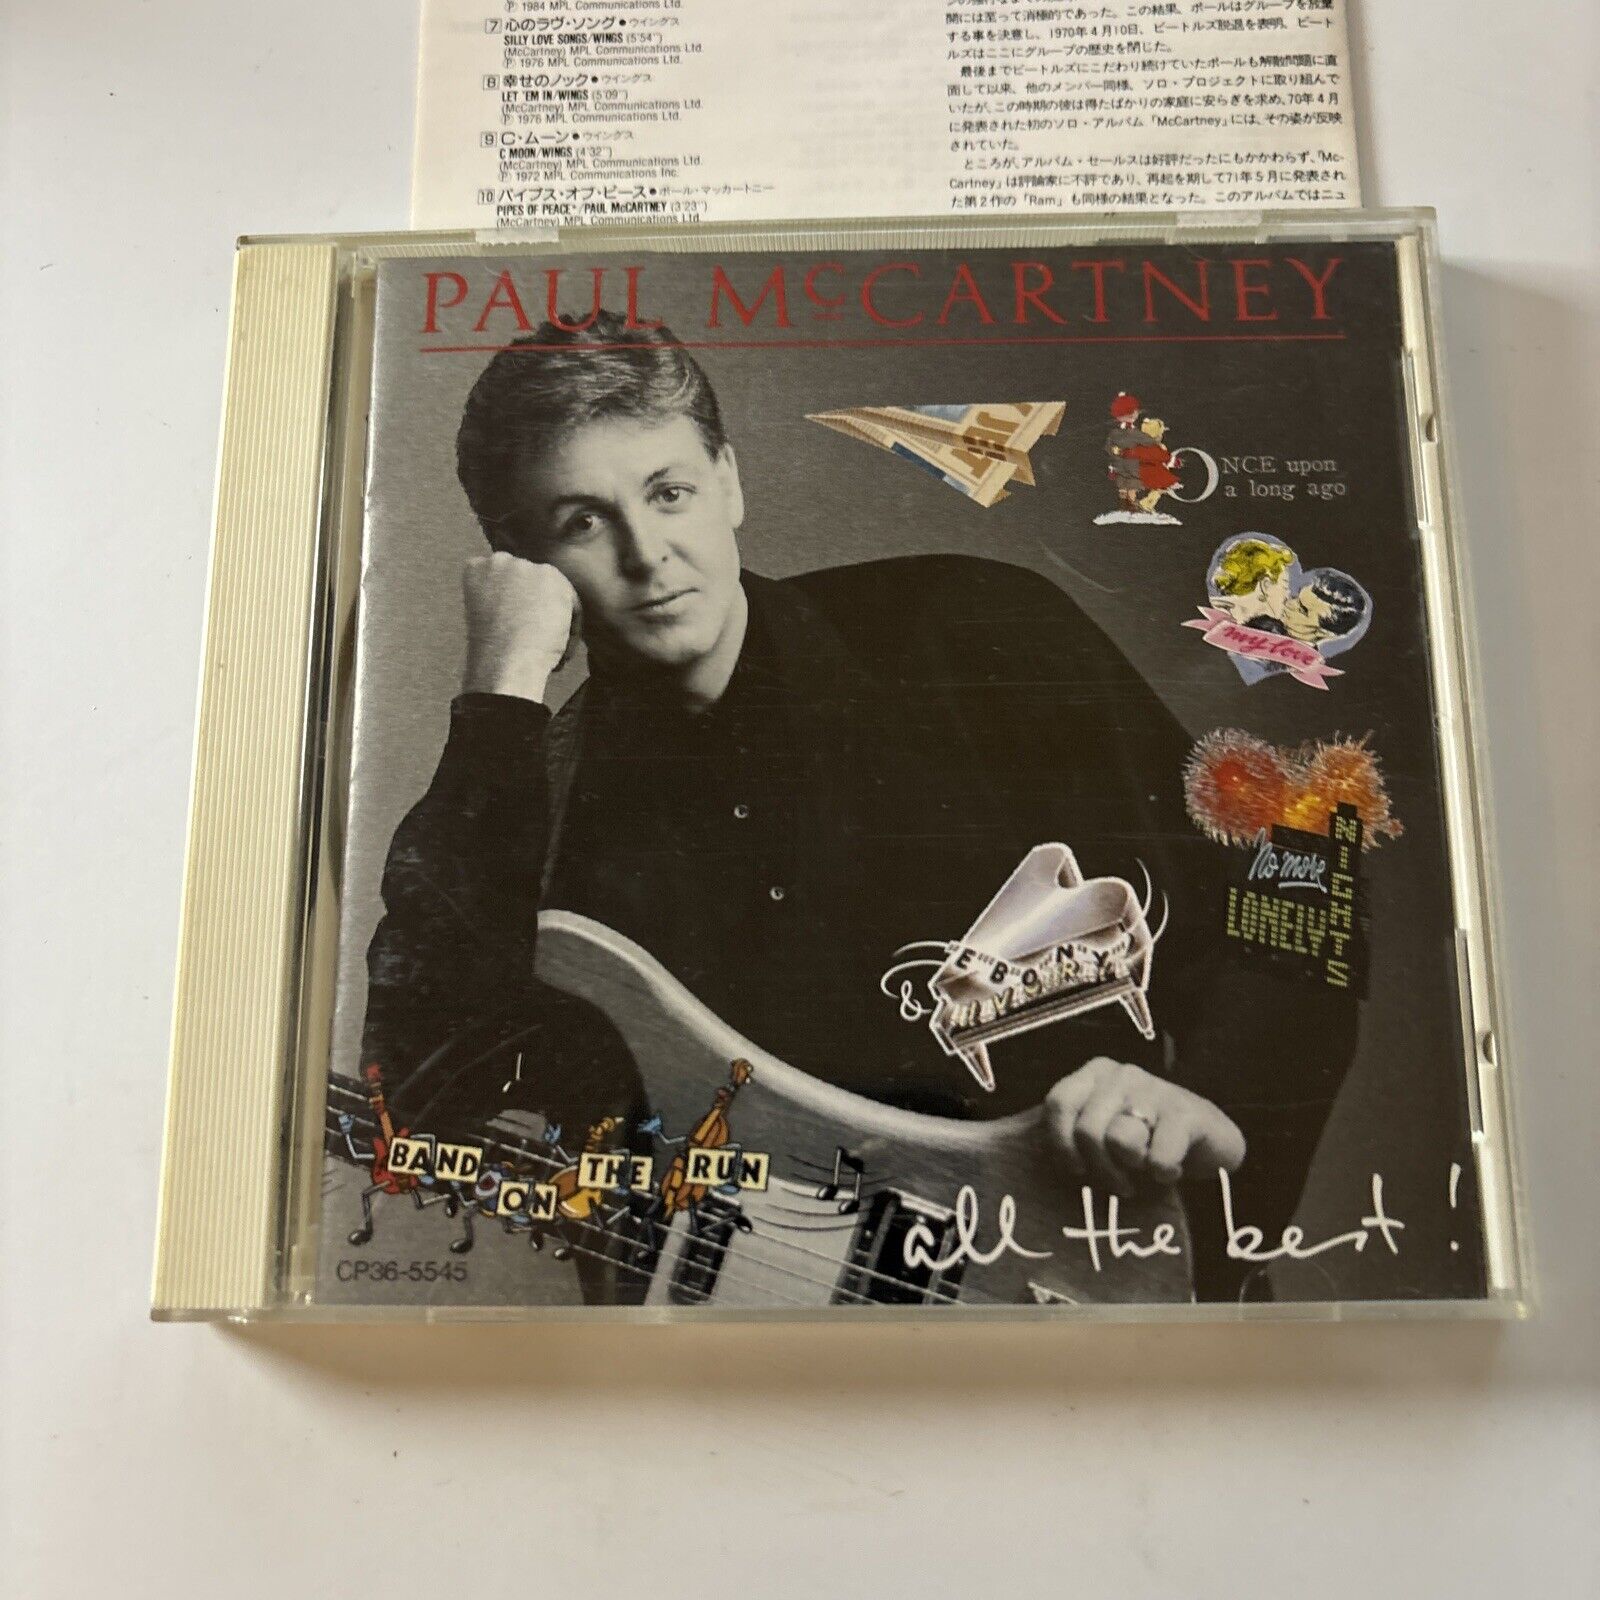 Ⓟ 1984 MPL Communications Ltd.
7 心のラヴ・ソング●ウイングス
SILLY LOVE SONGS/WINGS (5'54")
(McCartney) MPL Communications Ltd.
Ⓟ 1976 MPL Communications Ltd.
8 幸せのノック●ウイングス
LET 'EM IN/WINGS (5'09")
(McCartney) MPL Communications Ltd.
Ⓟ 1976 MPL Communications Ltd.
9 C・ムーン●ウイングス
C MOON/WINGS (4'32")
(McCartney) MPL Communications Ltd.
Ⓟ 1972 MPL Communications Inc.
10 パイプス・オブ・ピース●ポール・マッカートニー
PIPES OF PEACE*/PAUL McCARTNEY (3'23")
(McCartney) MPL Communications Ltd.
開には至って消極的であった。この結果、ポールはグループを放棄
する事を決意し、1970年4月10日、ビートルズ脱退を表明、ビート
ルズはここにグループの歴史を閉じた。
最後までビートルズにこだわり続けていたポールも解散問題に直
面して以来、他のメンバー同様、ソロ・プロジェクトに取り組んで
いたが、この時期の彼は得たばかりの家庭に安らぎを求め、70年4月
に発表された初のソロ・アルバム「McCartney」には、その姿が反映
されていた。
ところが、アルバム・セールスは好評だったにもかかわらず、「Mc-
Cartney」は評論家に不評であり、再起を期して71年5月に発表され
た第2作の「Ram」も同様の結果となった。このアルバムではニュ
PAUL McCARTNEY
ONCE upon
a long ago
my love
No more
LONELY
NIGHTS
EBONY
& IVORY
BAND ON THE RUN
all the best!
CP36-5545